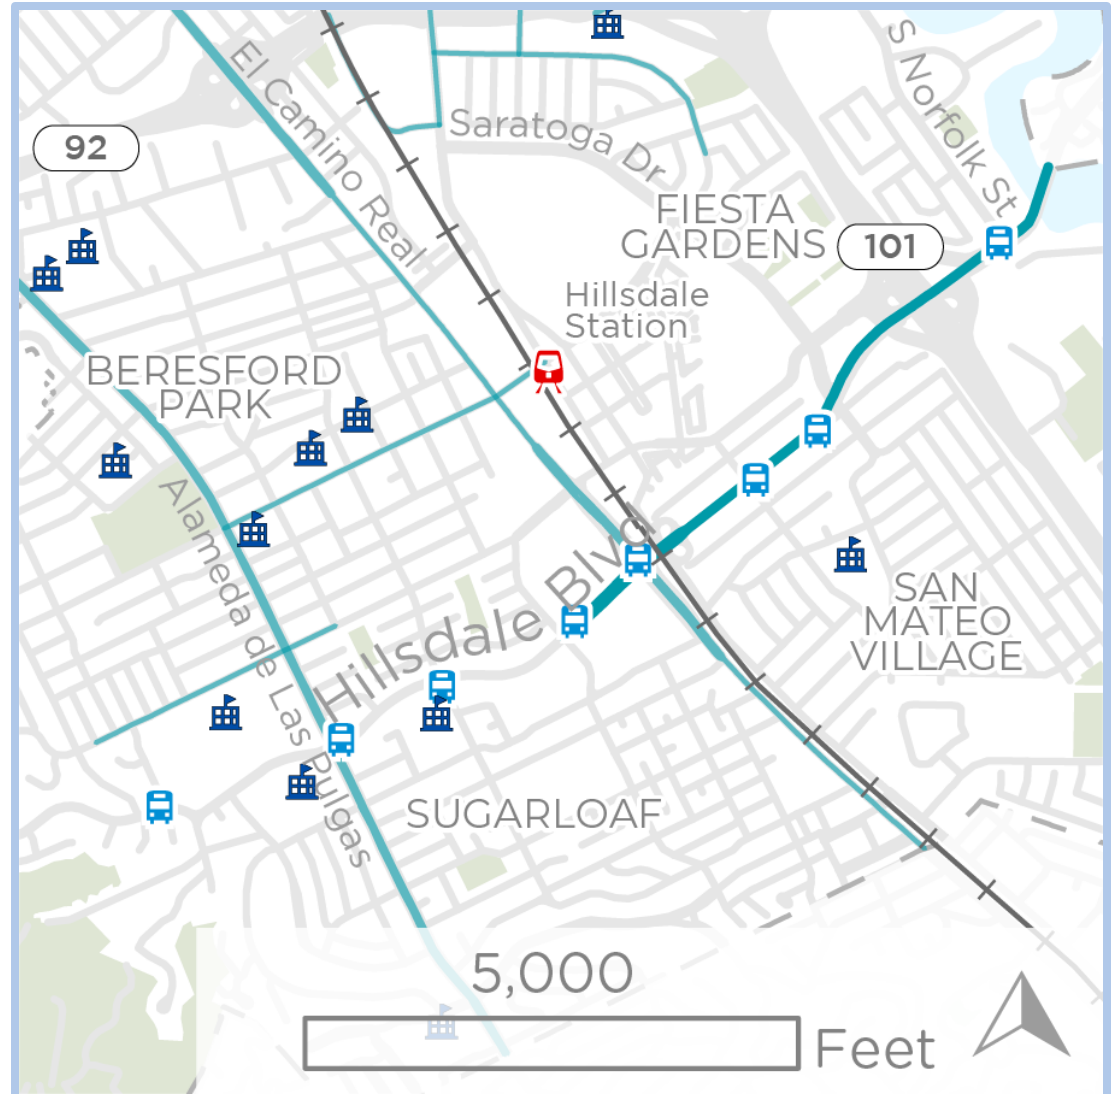 El Camino Real
S Norfolk St
92
Saratoga Dr
FIESTA
GARDENS
101
Hillsdale
Station
BERESFORD
PARK
Alameda de Las Pulgas
Hillsdale Blvd
SAN
MATEO
VILLAGE
SUGARLOAF
5,000
Feet